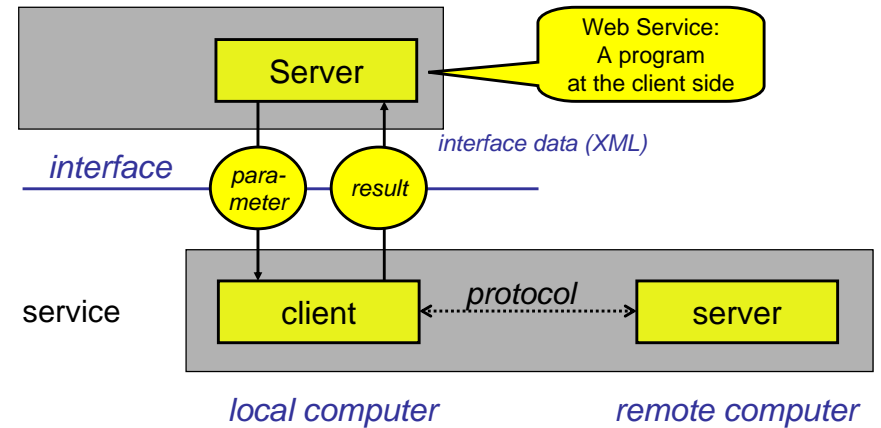 Web Service:
A program
at the client side
Server
interface data (XML)
interface
para-
meter
result
service
client
protocol
server
local computer
remote computer